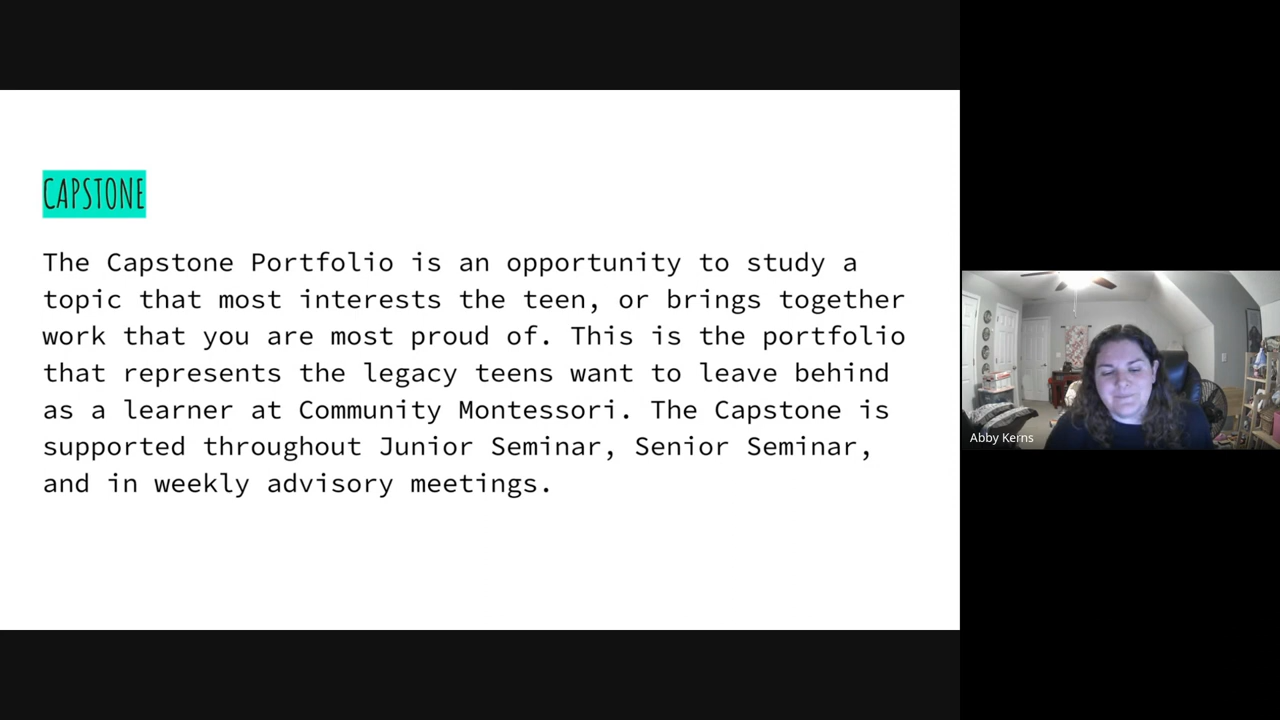 CAPSTONE
The Capstone Portfolio is an opportunity to study a
topic that most interests the teen, or brings together
work that you are most proud of. This is the portfolio
that represents the legacy teens want to leave behind
as a learner at Community Montessori. The Capstone is
supported throughout Junior Seminar, Senior Seminar,
and in weekly advisory meetings.
Abby Kerns